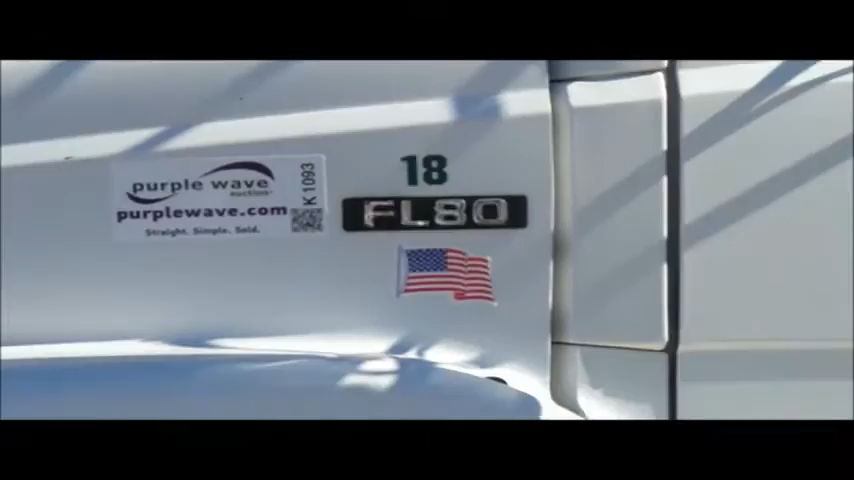 purple wave
auction
purplewave.com
Straight. Simple. Sold.
K1093
18
FL80